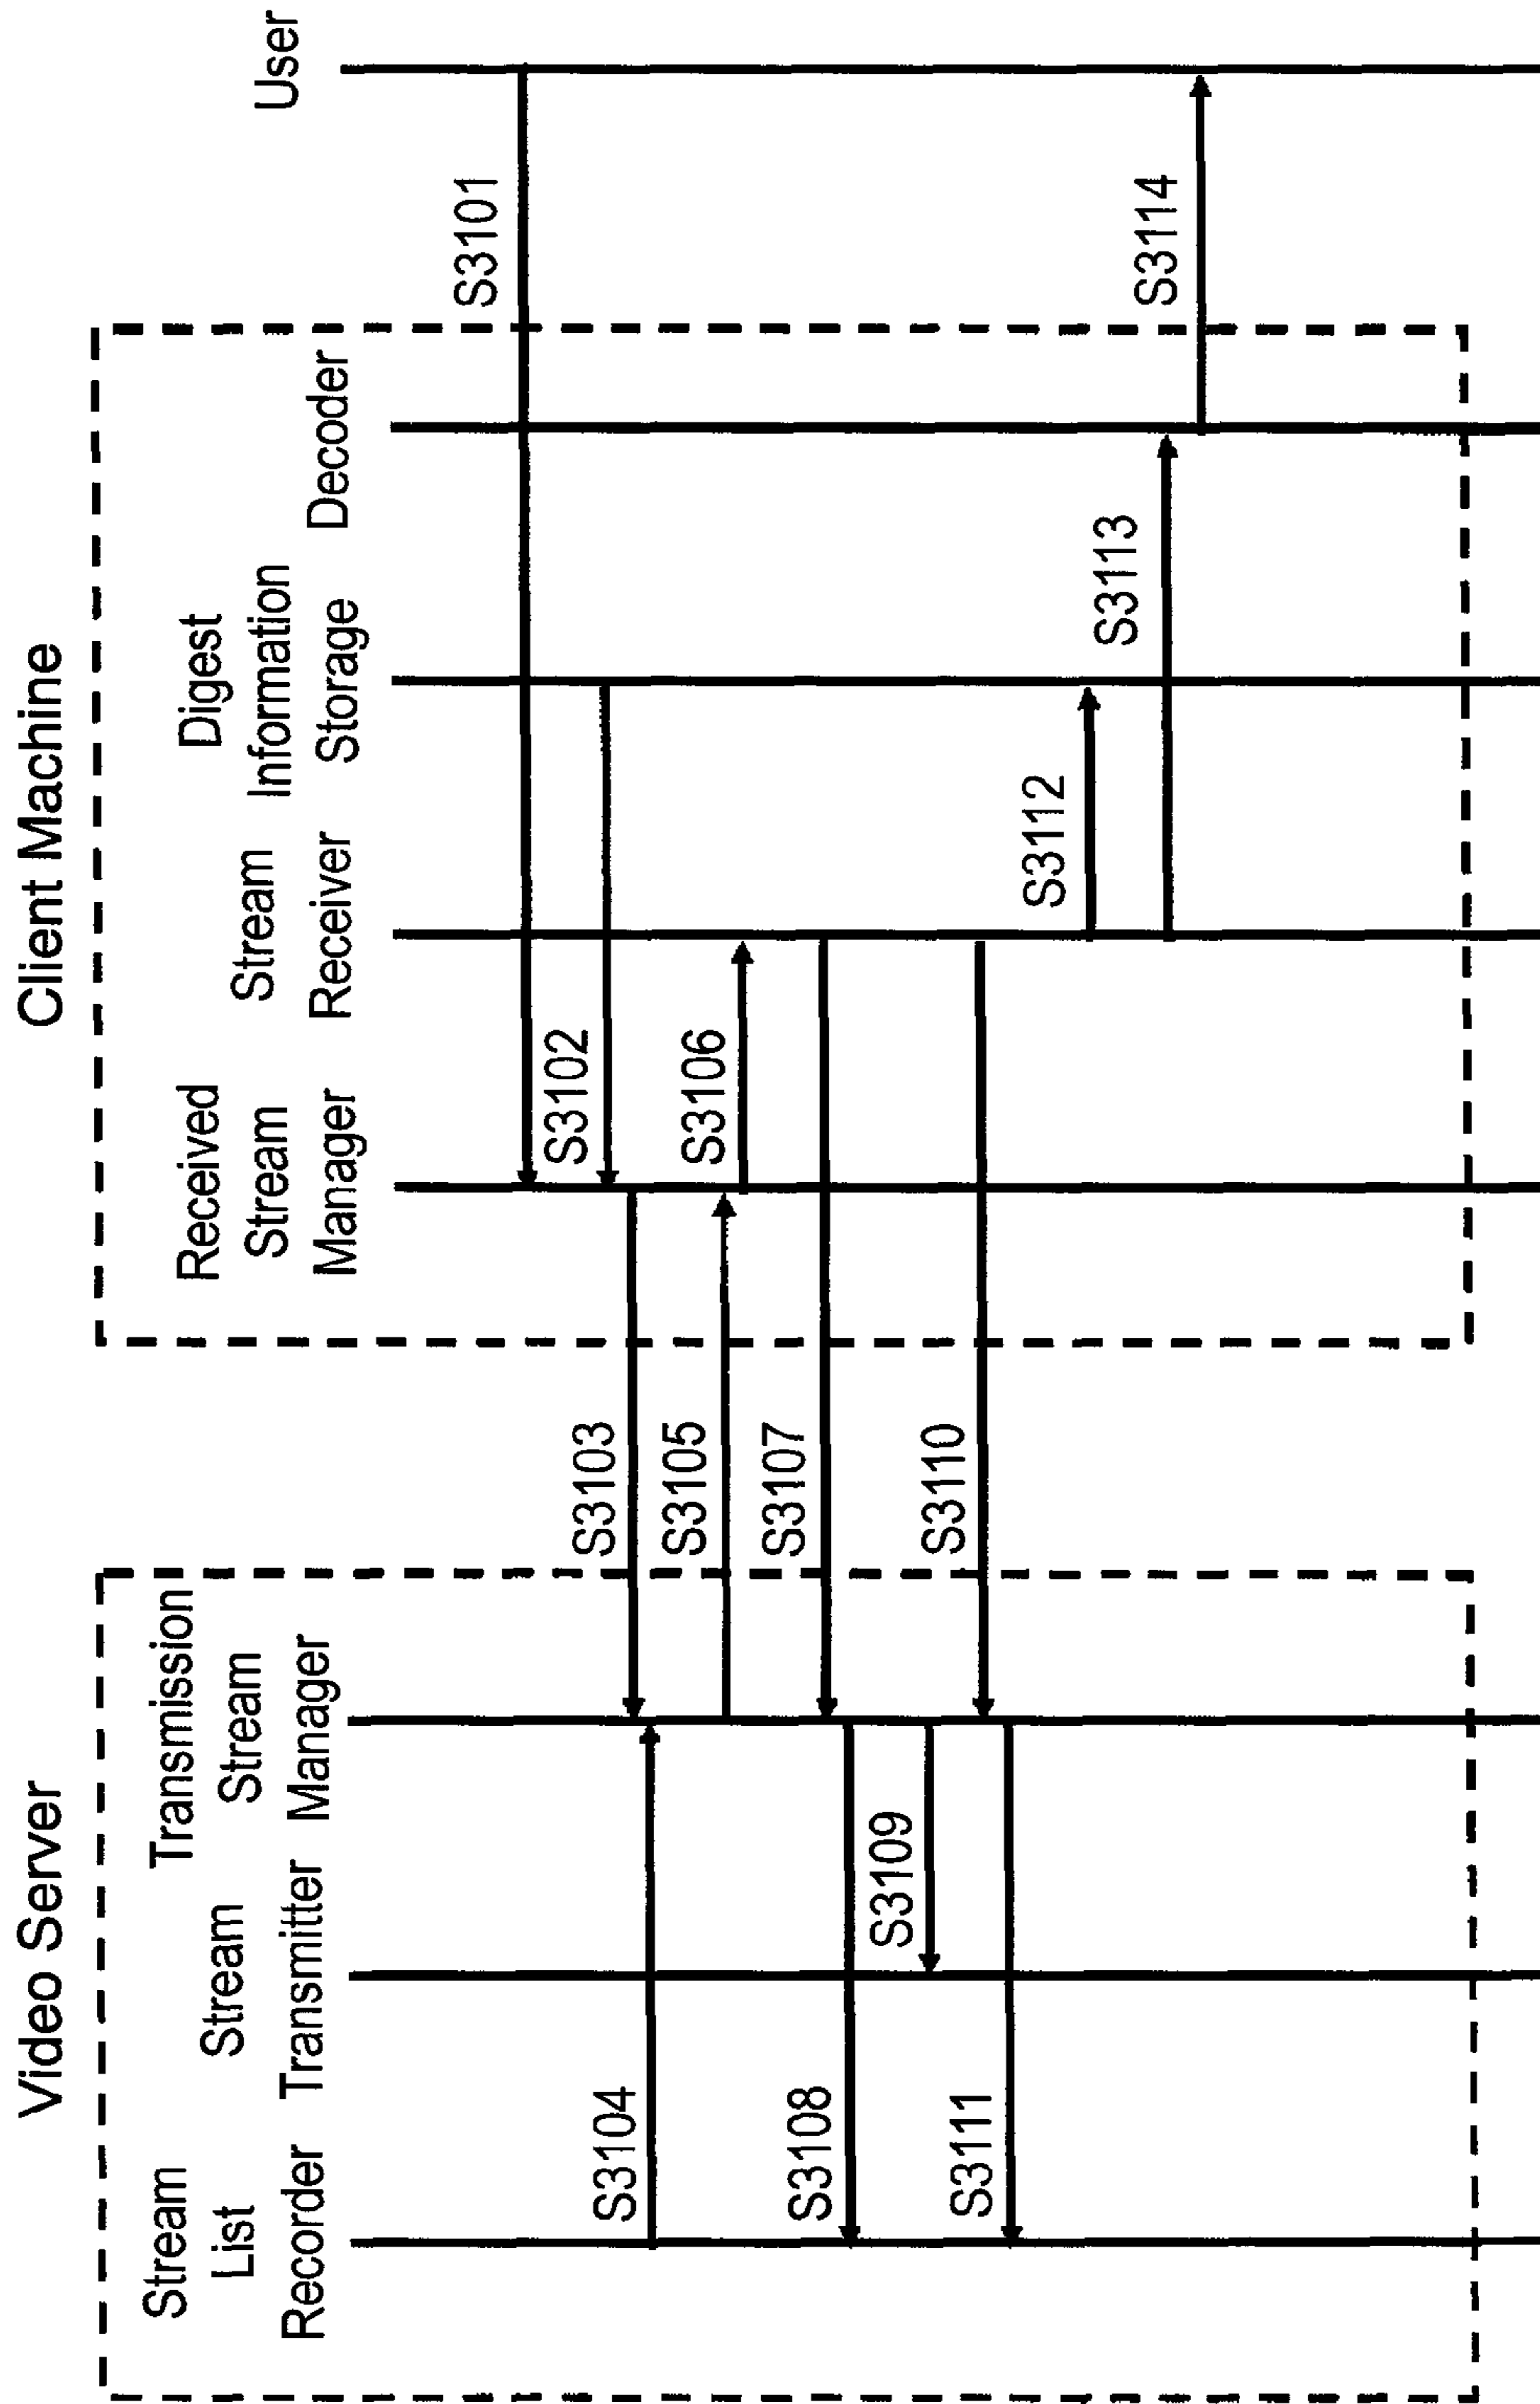 Video Server
Client Machine
Stream
List
Recorder
Stream
Transmitter
Transmission
Stream
Manager
Received
Stream
Manager
Stream
Receiver
Digest
Information
Storage
Decoder
User
S3101
S3102
S3103
S3104
S3105
S3106
S3107
S3108
S3109
S3110
S3111
S3112
S3113
S3114